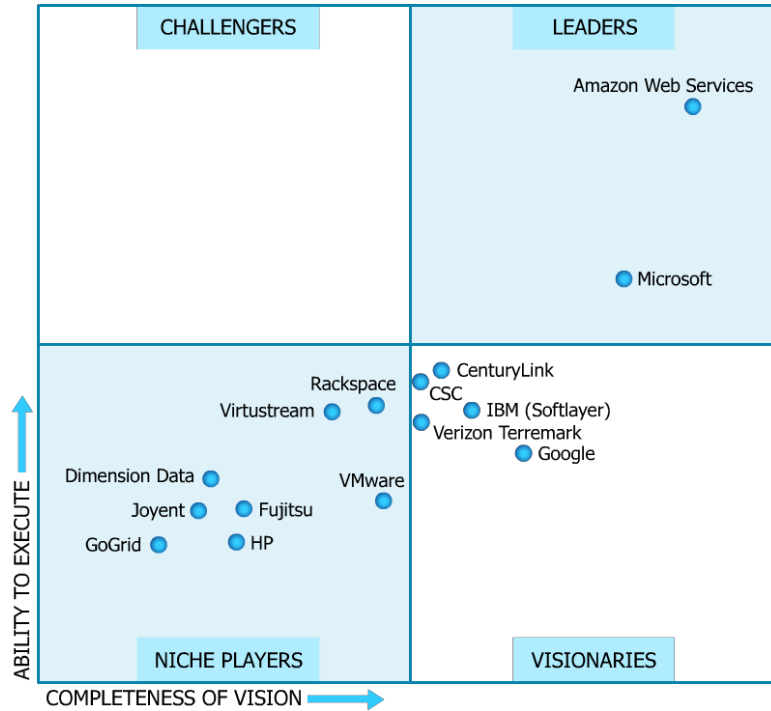 CHALLENGERS
LEADERS
Amazon Web Services
Microsoft
CenturyLink
Rackspace
CSC
Virtustream
IBM (Softlayer)
Verizon Terremark
Google
Dimension Data
VMware
Joyent
Fujitsu
GoGrid
HP
NICHE PLAYERS
VISIONARIES
ABILITY TO EXECUTE
COMPLETENESS OF VISION